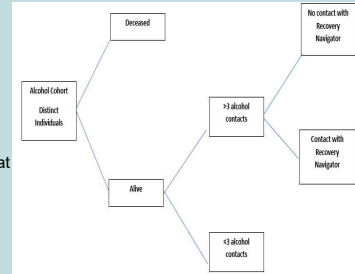 No contact with
Recovery
Navigator
Deceased
Alcohol Cohort
Distinct
Individuals
>3 alcohol
contacts
Contact with
Recovery
Navigator
at
Alive
<3 alcohol
contacts